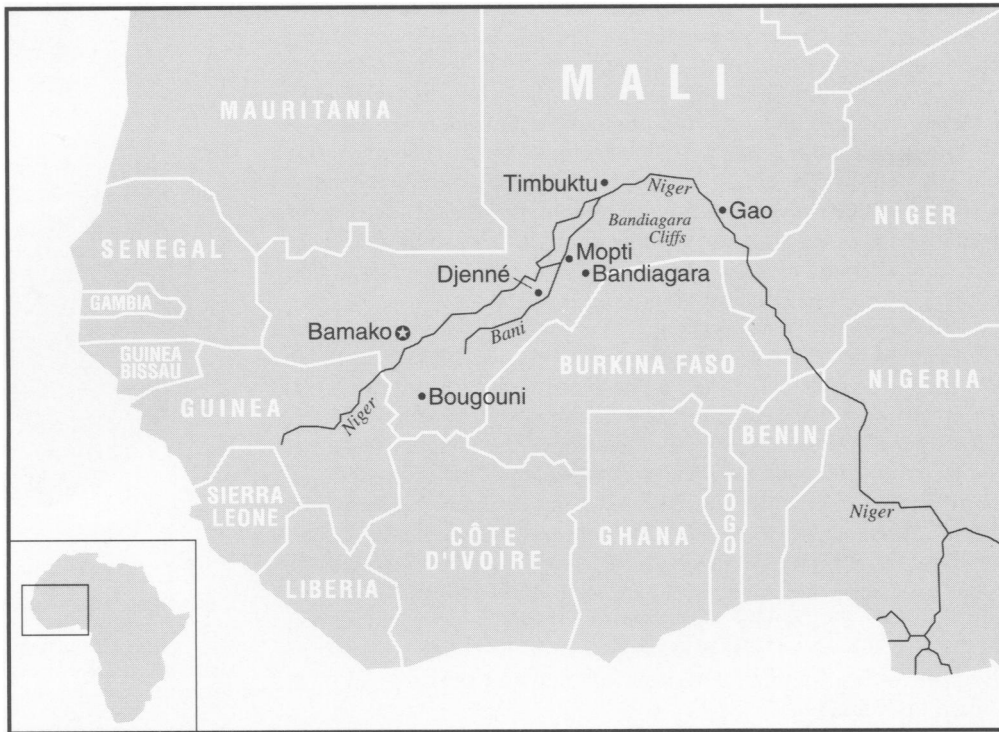 MALI
MAURITANIA
Timbuktu
Niger
Gao
NIGER
Bandiagara
Cliffs
SENEGAL
Mopti
Djenné
Bandiagara
GAMBIA
Bamako
Bani
GUINEA
BISSAU
BURKINA FASO
NIGERIA
GUINEA
Bougouni
Niger
BENIN
TOGO
SIERRA
LEONE
Niger
CÔTE
D'IVOIRE
GHANA
LIBERIA